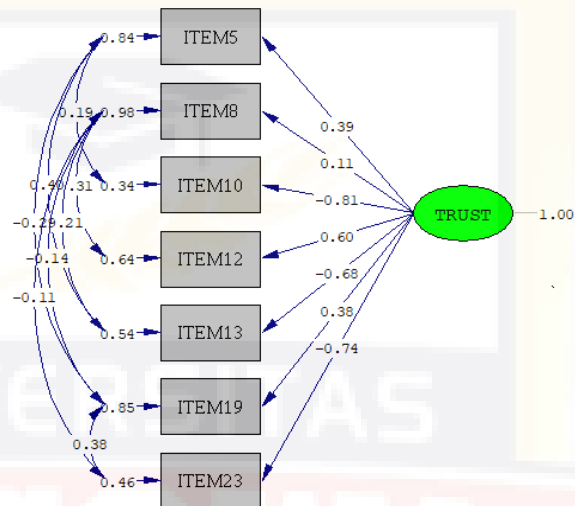 0.84 ITEM5
0.39
0.19 0.98 ITEM8
0.11
0.40 .31 0.34 ITEM10
-0.81
TRUST 1.00
-0.29 .21
0.60
-0.14 0.64 ITEM12
-0.68
-0.11
0.54 ITEM13
0.38
-0.74
0.85 ITEM19
0.38
0.46 ITEM23
ERSITAS